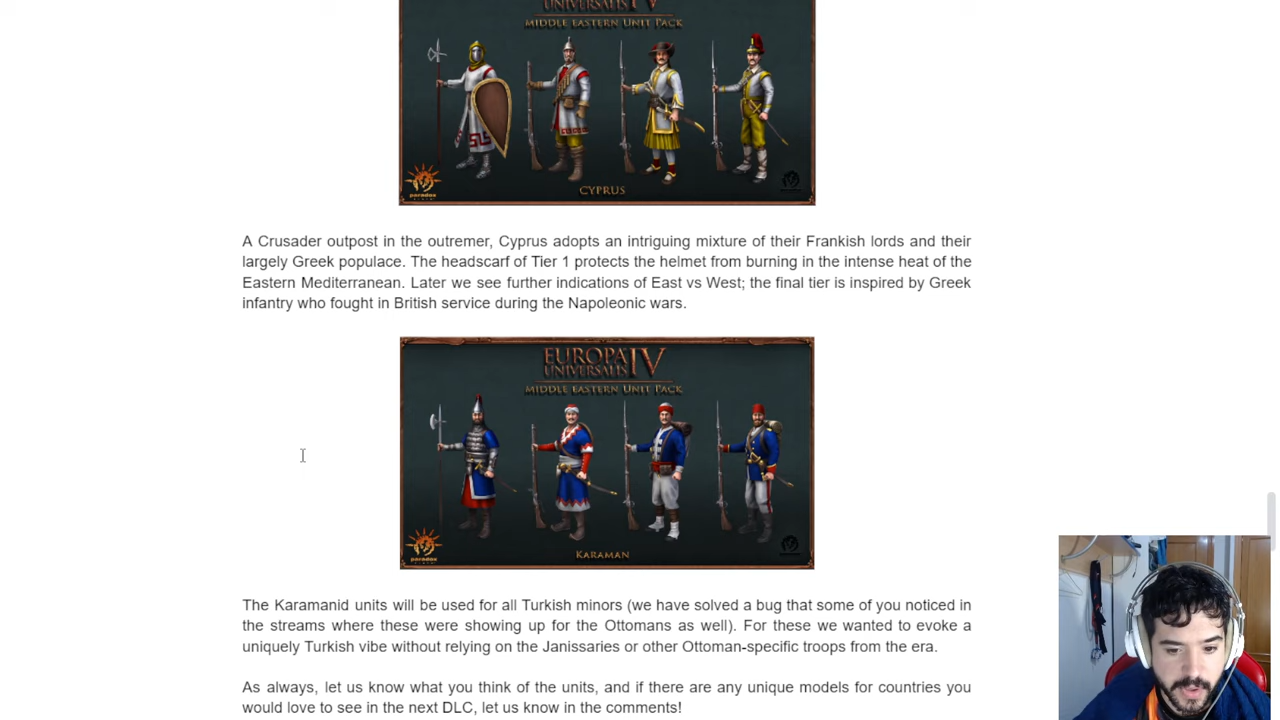 UNIVERSALIS IV
MIDDLE EASTERN UNIT PACK
paradox
CYPRUS
A Crusader outpost in the outremer, Cyprus adopts an intriguing mixture of their Frankish lords and their
largely Greek populace. The headscarf of Tier 1 protects the helmet from burning in the intense heat of the
Eastern Mediterranean. Later we see further indications of East vs West; the final tier is inspired by Greek
infantry who fought in British service during the Napoleonic wars.
EUROPA
UNIVERSALIS IV
MIDDLE EASTERN UNIT PACK
paradox
KARAMAN
The Karamanid units will be used for all Turkish minors (we have solved a bug that some of you noticed in
the streams where these were showing up for the Ottomans as well). For these we wanted to evoke a
uniquely Turkish vibe without relying on the Janissaries or other Ottoman-specific troops from the era.
As always, let us know what you think of the units, and if there are any unique models for countries you
would love to see in the next DLC, let us know in the comments!